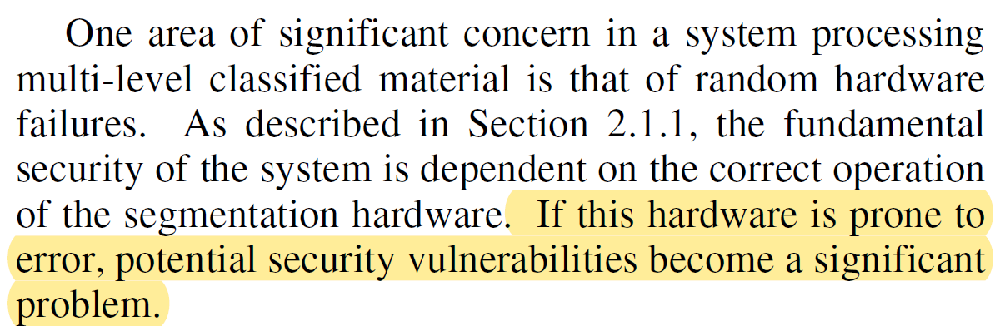 One area of significant concern in a system processing
multi-level classified material is that of random hardware
failures. As described in Section 2.1.1, the fundamental
security of the system is dependent on the correct operation
of the segmentation hardware. If this hardware is prone to
error, potential security vulnerabilities become a significant
problem.